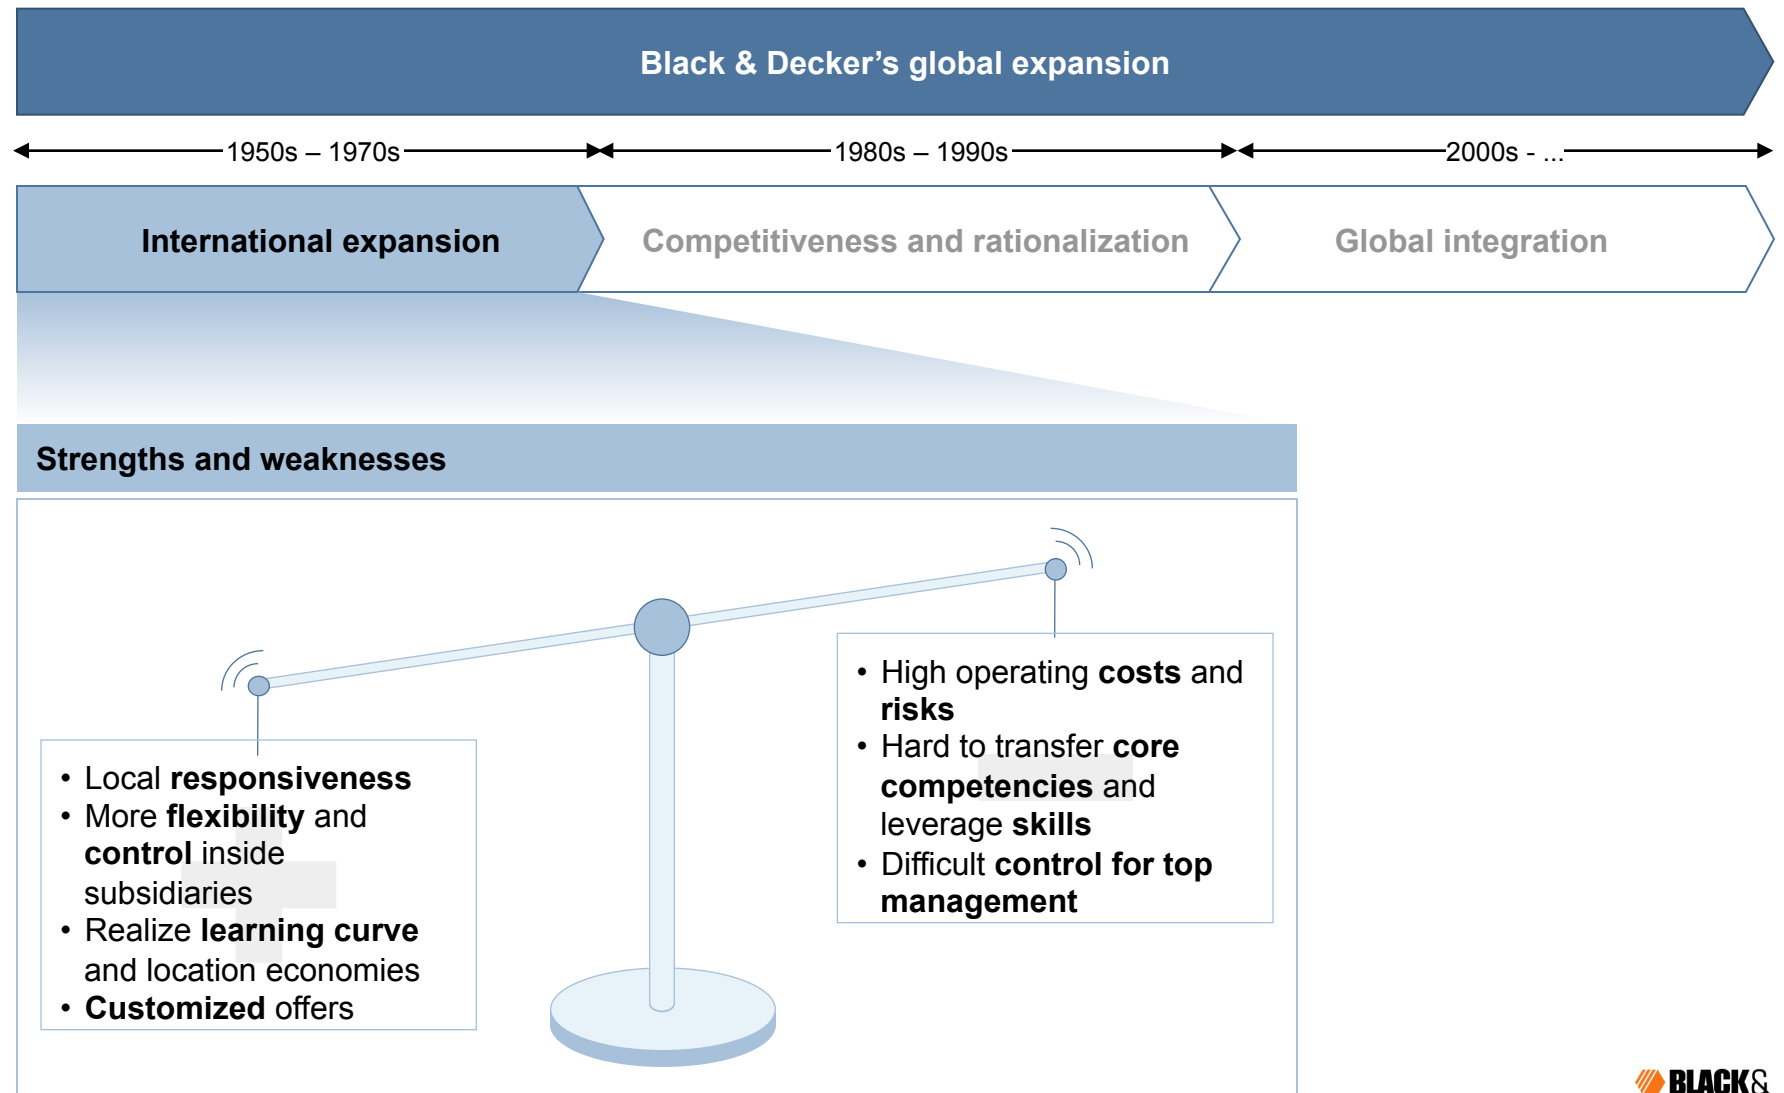 Black & Decker’s global expansion
1950s – 1970s
1980s – 1990s
2000s - ...
International expansion
Competitiveness and rationalization
Global integration
Strengths and weaknesses
• Local responsiveness
• More flexibility and
control inside
subsidiaries
• Realize learning curve
and location economies
• Customized offers
• High operating costs and
risks
• Hard to transfer core
competencies and
leverage skills
• Difficult control for top
management
BLACK&